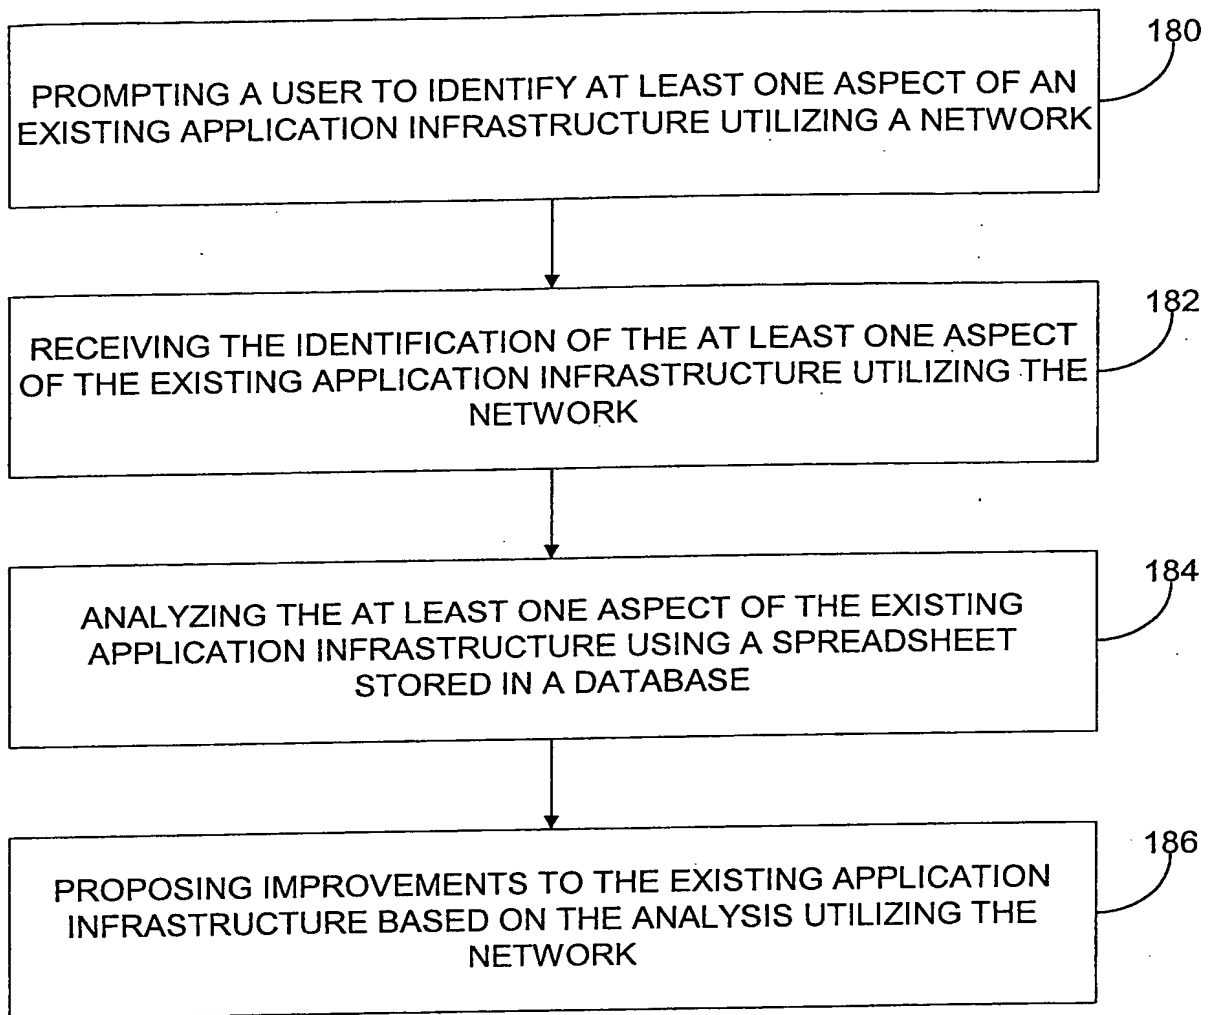 180
PROMPTING A USER TO IDENTIFY AT LEAST ONE ASPECT OF AN
EXISTING APPLICATION INFRASTRUCTURE UTILIZING A NETWORK
182
RECEIVING THE IDENTIFICATION OF THE AT LEAST ONE ASPECT
OF THE EXISTING APPLICATION INFRASTRUCTURE UTILIZING THE
NETWORK
184
ANALYZING THE AT LEAST ONE ASPECT OF THE EXISTING
APPLICATION INFRASTRUCTURE USING A SPREADSHEET
STORED IN A DATABASE
186
PROPOSING IMPROVEMENTS TO THE EXISTING APPLICATION
INFRASTRUCTURE BASED ON THE ANALYSIS UTILIZING THE
NETWORK